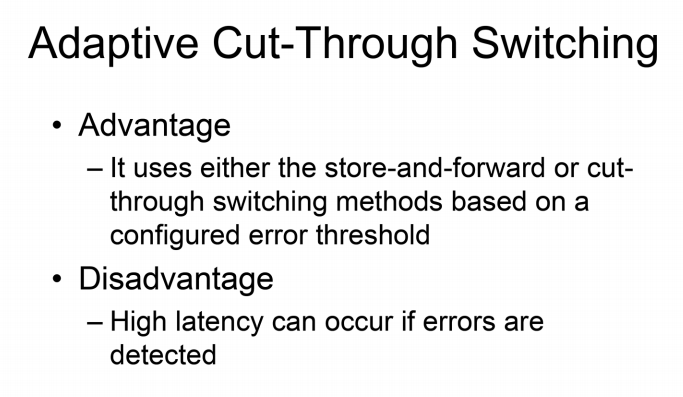 Adaptive Cut-Through Switching
• Advantage
– It uses either the store-and-forward or cut-
through switching methods based on a
configured error threshold
• Disadvantage
– High latency can occur if errors are
detected